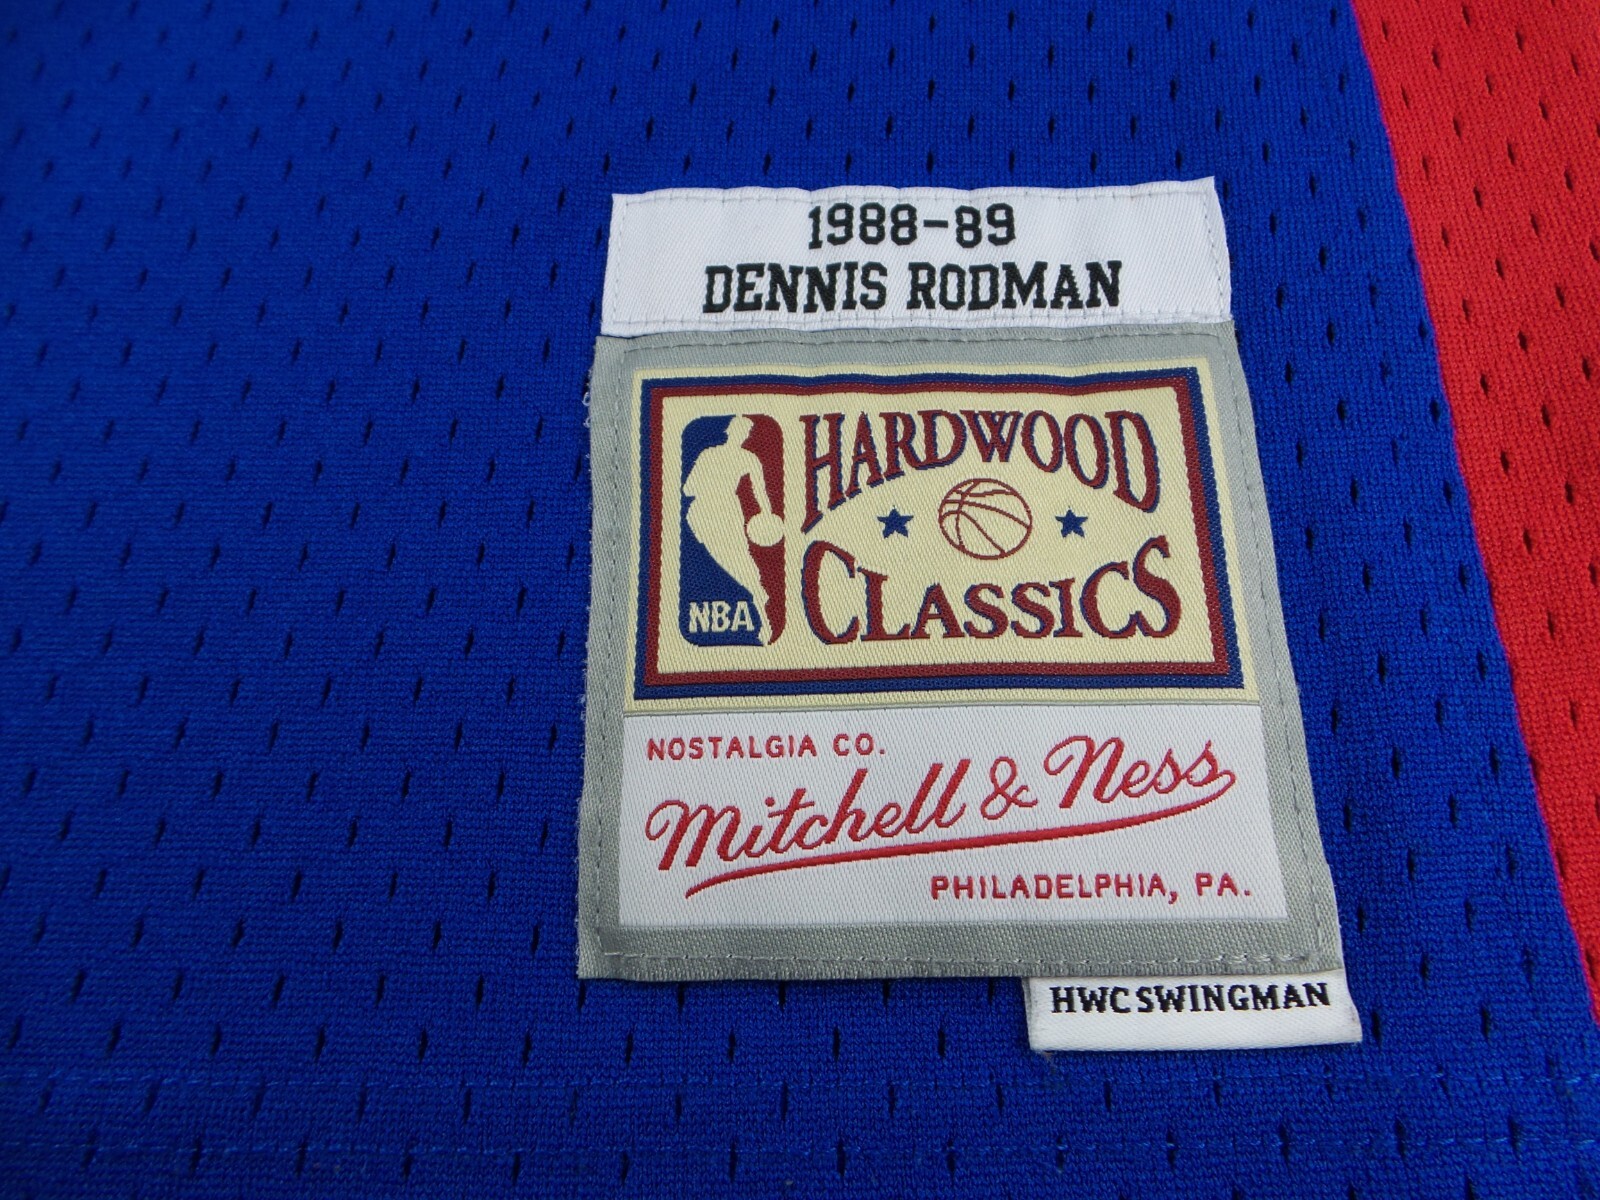 1988-89
DENNIS RODMAN
HARDWOOD
CLASSICS
NBA
NOSTALGIA CO.
Mitchell & Ness
PHILADELPHIA, PA.
HWC SWINGMAN